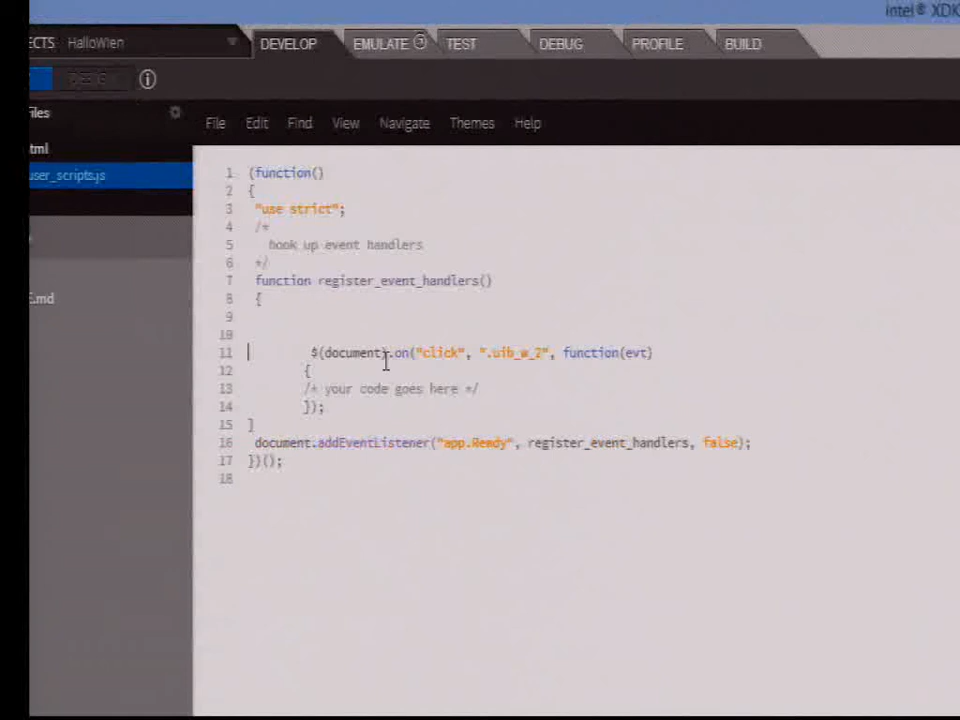 intel® XDK
ECTS HalloWien
DEVELOP EMULATE TEST DEBUG PROFILE BUILD
iles
File Edit Find View Navigate Themes Help
tml
user_scripts.js
E.md
1 (function()
2 {
3 "use strict";
4 /*
5 hook up event handlers
6 */
7 function register_event_handlers()
8 {
9
10
11 $(document).on("click", ".uib_w_2", function(evt)
12 {
13 /* your code goes here */
14 });
15 }
16 document.addEventListener("app.Ready", register_event_handlers, false);
17 })();
18